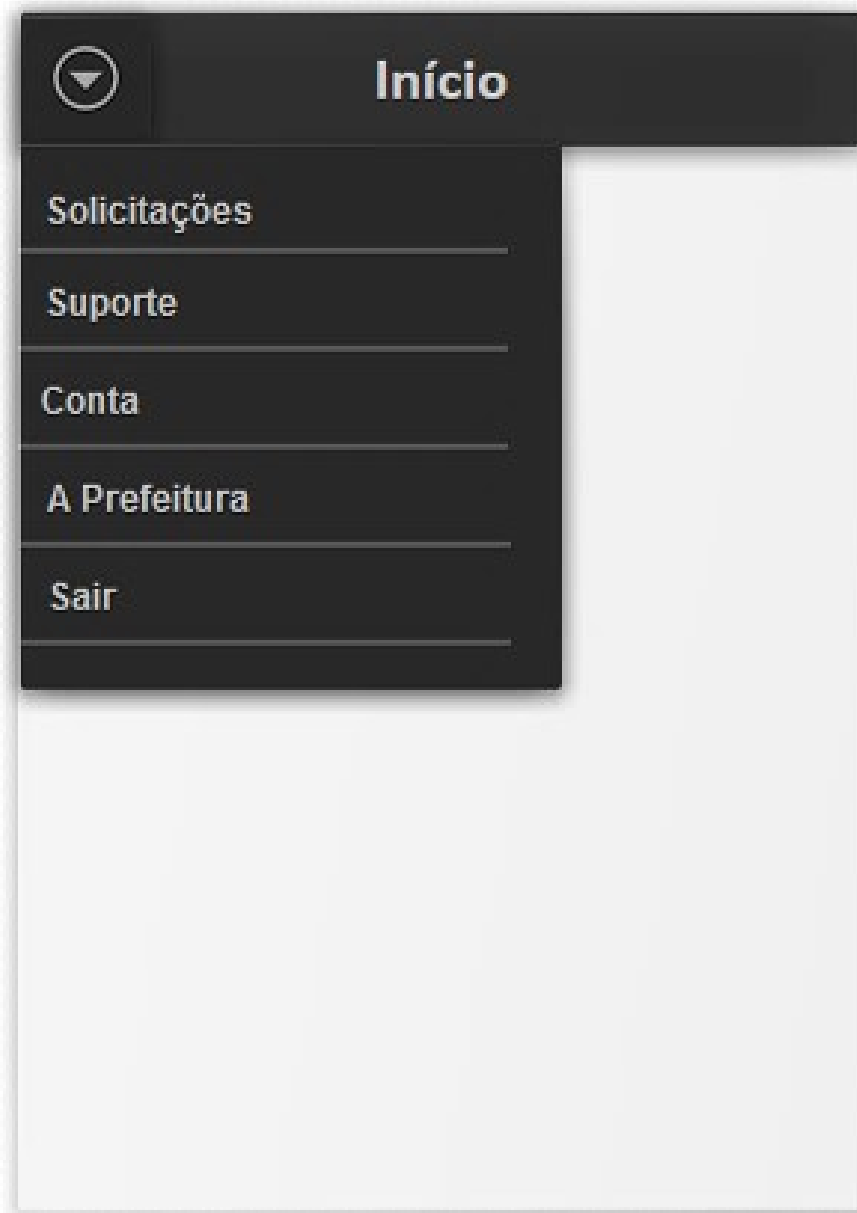 Início
Solicitações
Suporte
Conta
A Prefeitura
Sair